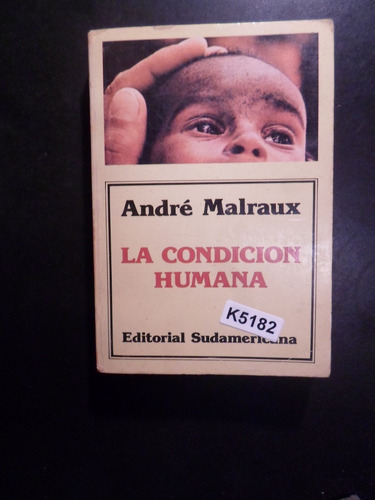 André Malraux
LA CONDICION
HUMANA
K5182
Editorial Sudamericana